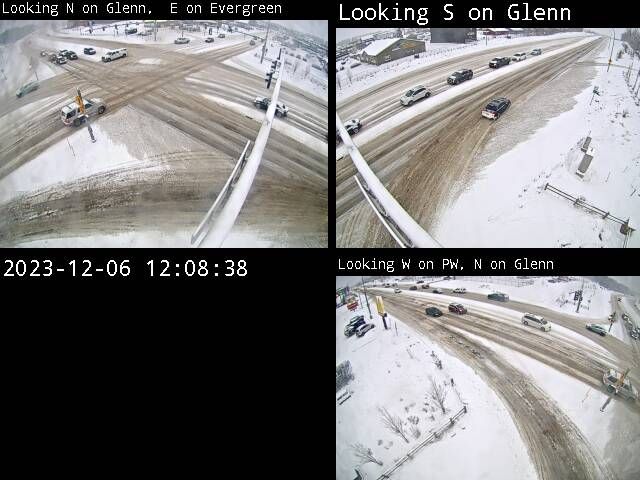 Looking N on Glenn,  E on Evergreen
Looking S on Glenn
2023-12-06 12:08:38
Looking W on PW, N on Glenn